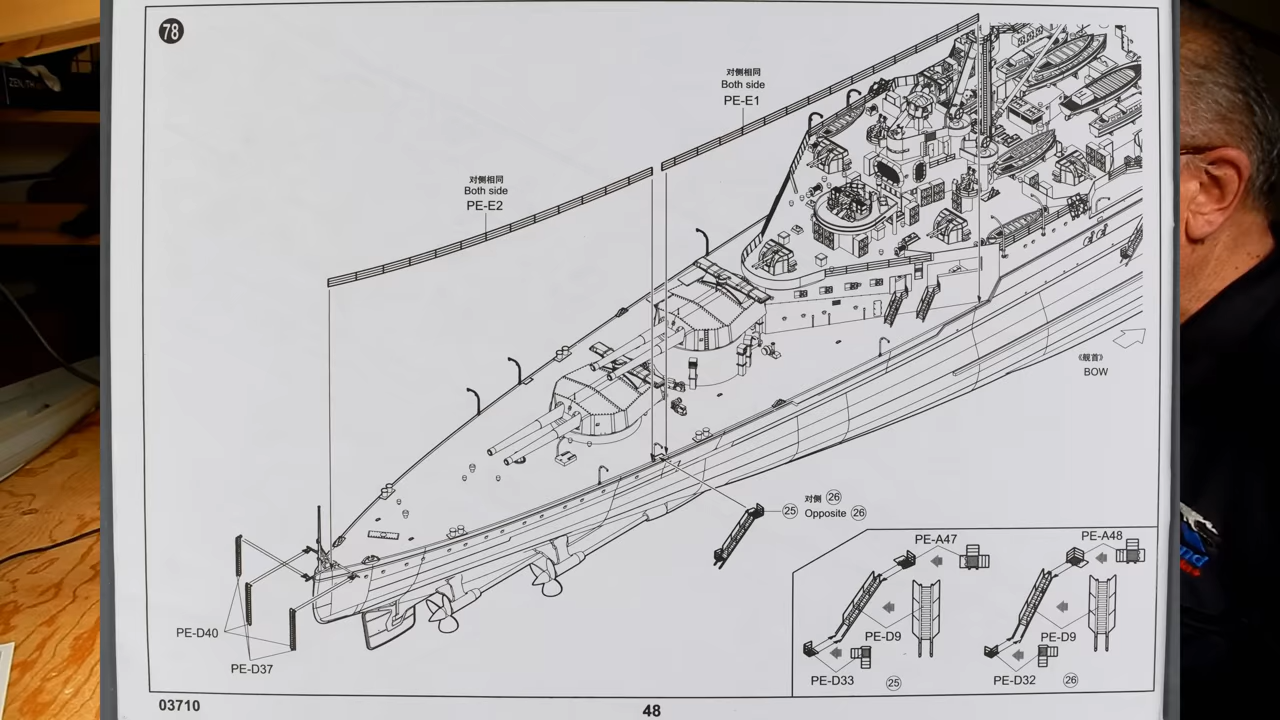 78
对侧相同
Both side
PE-E1
对侧相同
Both side
PE-E2
《舰首》
BOW
25 对侧 26
Opposite 26
PE-D40
PE-D37
PE-A47
PE-D9
PE-D33
25
PE-A48
PE-D9
PE-D32
26
03710
48